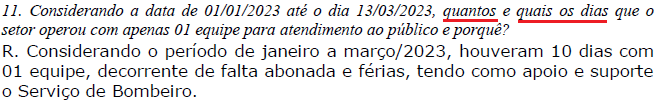 11. Considerando a data de 01/01/2023 até o dia 13/03/2023, quantos e quais os dias que o
setor operou com apenas 01 equipe para atendimento ao público e porquê?
R. Considerando o período de janeiro a março/2023, houveram 10 dias com
01 equipe, decorrente de falta abonada e férias, tendo como apoio e suporte
o Serviço de Bombeiro.